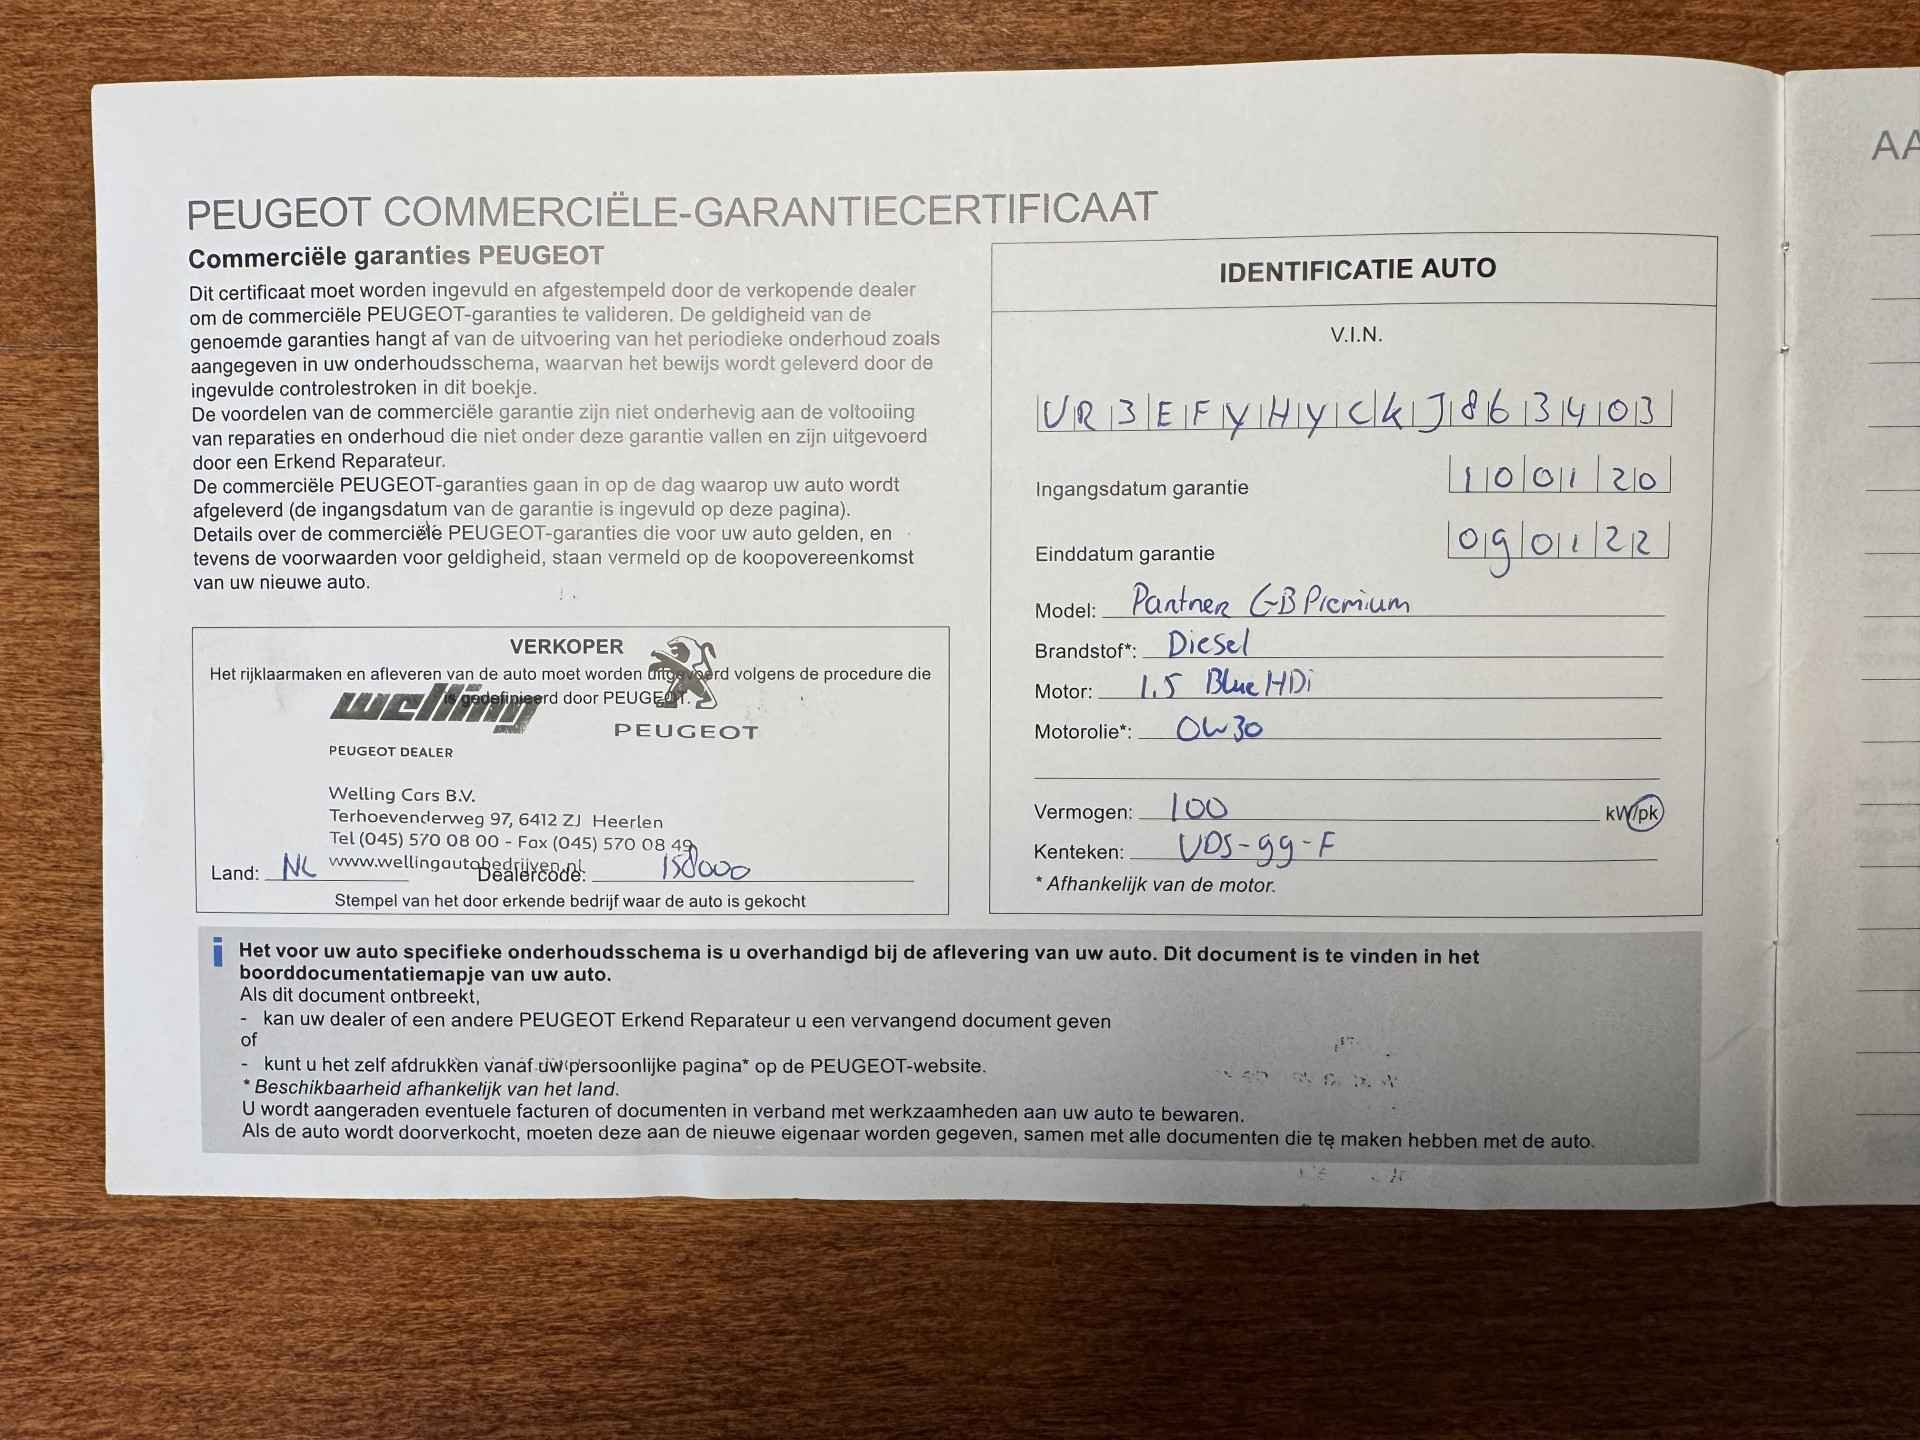 PEUGEOT COMMERCIËLE-GARANTIECERTIFICAAT
Commerciële garanties PEUGEOT
Dit certificaat moet worden ingevuld en afgestempeld door de verkopende dealer
om de commerciële PEUGEOT-garanties te valideren. De geldigheid van de
genoemde garanties hangt af van de uitvoering van het periodieke onderhoud zoals
aangegeven in uw onderhoudsschema, waarvan het bewijs wordt geleverd door de
ingevulde controlestroken in dit boekje.
De voordelen van de commerciële garantie zijn niet onderhevig aan de voltooiing
van reparaties en onderhoud die niet onder deze garantie vallen en zijn uitgevoerd
door een Erkend Reparateur.
De commerciële PEUGEOT-garanties gaan in op de dag waarop uw auto wordt
afgeleverd (de ingangsdatum van de garantie is ingevuld op deze pagina).
Details over de commerciële PEUGEOT-garanties die voor uw auto gelden, en
tevens de voorwaarden voor geldigheid, staan vermeld op de koopovereenkomst
van uw nieuwe auto.
VERKOPER
Het rijklaarmaken en afleveren van de auto moet worden uitgevoerd volgens de procedure die
is gedefinieerd door PEUGEOT.
welling
PEUGEOT
PEUGEOT DEALER
Welling Cars B.V.
Terhoevenderweg 97, 6412 ZJ Heerlen
Tel (045) 570 08 00 - Fax (045) 570 08 49
www.wellingautobedrijven.nl
Land: NL Dealercode: 158000
Stempel van het door erkende bedrijf waar de auto is gekocht
IDENTIFICATIE AUTO
V.I.N.
VR3EFYHYCKJ863403
Ingangsdatum garantie 10 01 20
Einddatum garantie 09 01 22
Model: Partner GB Premium
Brandstof*: Diesel
Motor: 1.5 BlueHDi
Motorolie*: 0W30
Vermogen: 100 kW/pk
Kenteken: VDS-99-F
* Afhankelijk van de motor.
i Het voor uw auto specifieke onderhoudsschema is u overhandigd bij de aflevering van uw auto. Dit document is te vinden in het
boorddocumentatiemapje van uw auto.
Als dit document ontbreekt,
- kan uw dealer of een andere PEUGEOT Erkend Reparateur u een vervangend document geven
of
- kunt u het zelf afdrukken vanaf uw persoonlijke pagina* op de PEUGEOT-website.
* Beschikbaarheid afhankelijk van het land.
U wordt aangeraden eventuele facturen of documenten in verband met werkzaamheden aan uw auto te bewaren.
Als de auto wordt doorverkocht, moeten deze aan de nieuwe eigenaar worden gegeven, samen met alle documenten die te maken hebben met de auto.
AA